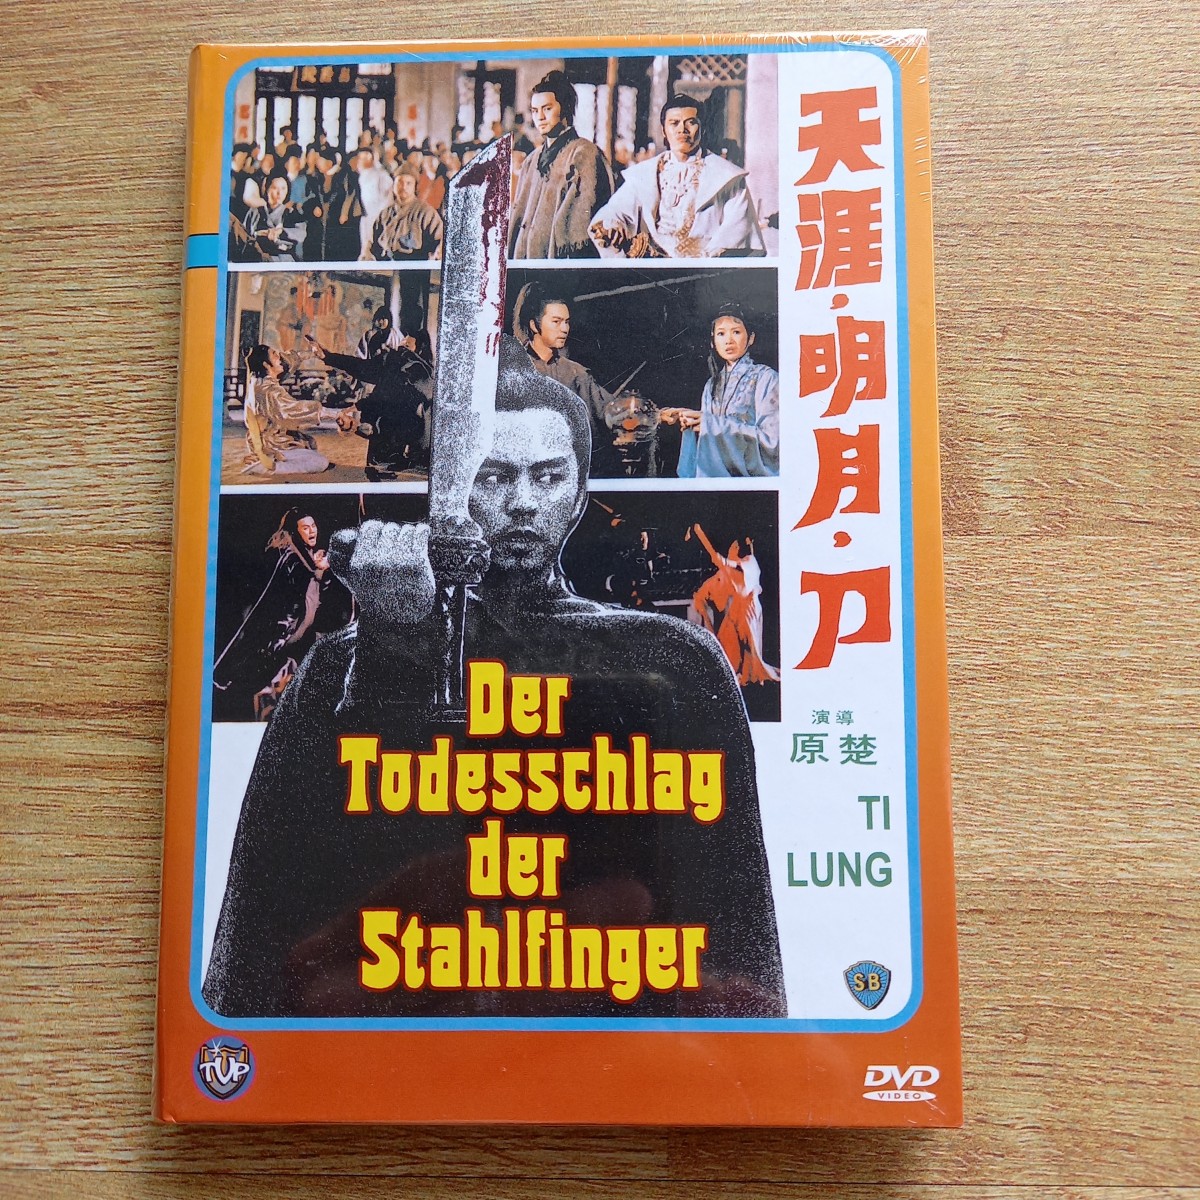 天涯・明月・刀
演導
原楚
TI
LUNG
Der
Todesschlag
der
Stahlfinger
SB
TVP
DVD
VIDEO